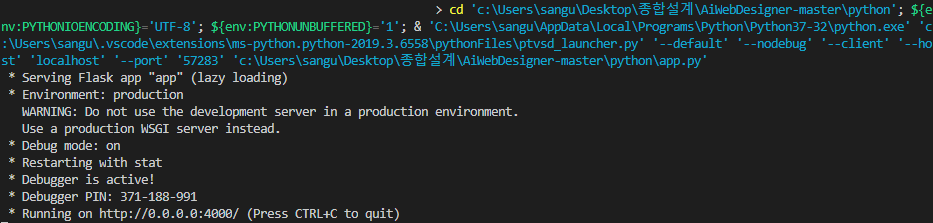 > cd 'c:\Users\sangu\Desktop\종합설계\AiWebDesigner-master\python'; ${e
nv:PYTHONIOENCODING}='UTF-8'; ${env:PYTHONUNBUFFERED}='1'; & 'C:\Users\sangu\AppData\Local\Programs\Python\Python37-32\python.exe' 'c
:\Users\sangu\.vscode\extensions\ms-python.python-2019.3.6558\pythonFiles\ptvsd_launcher.py' '--default' '--nodebug' '--client' '--ho
st' 'localhost' '--port' '57283' 'c:\Users\sangu\Desktop\종합설계\AiWebDesigner-master\python\app.py'
* Serving Flask app "app" (lazy loading)
* Environment: production
WARNING: Do not use the development server in a production environment.
Use a production WSGI server instead.
* Debug mode: on
* Restarting with stat
* Debugger is active!
* Debugger PIN: 371-188-991
* Running on http://0.0.0.0:4000/ (Press CTRL+C to quit)